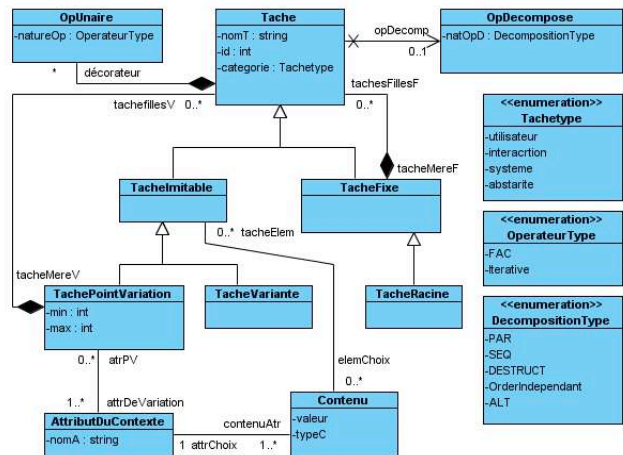 OpUnaire
-natureOp : OperateurType
Tache
-nomT : string
-id : int
-categorie : Tachetype
opDecomp
0..1
OpDecompose
-natOpD : DecompositionType
*
décorateur
tachefillesV
0..*
tachesFillesF
0..*
<<enumeration>>
Tachetype
-utilisateur
-interacrtion
-systeme
-abstarite
tacheMereF
TacheImitable
TacheFixe
0..*
tacheElem
<<enumeration>>
OperateurType
-FAC
-Iterative
tacheMereV
TachePointVariation
-min : int
-max : int
TacheVariante
TacheRacine
<<enumeration>>
DecompositionType
-PAR
-SEQ
-DESTRUCT
-OrderIndependant
-ALT
0..*
atrPV
elemChoix
0..*
1..*
attrDeVariation
AttributDuContexte
-nomA : string
contenuAtr
1
attrChoix
1..*
Contenu
-valeur
-typeC